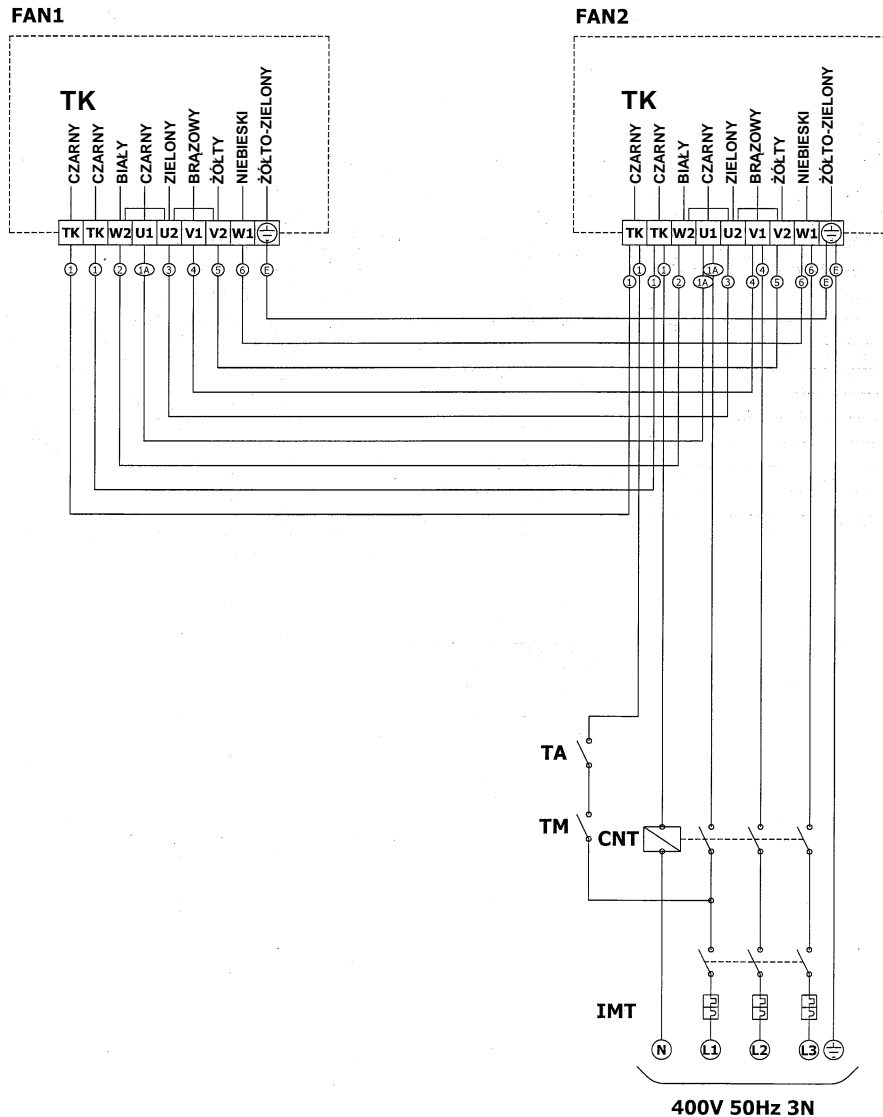 FAN1 FAN2
TK TK
CZARNY CZARNY BIAŁY CZARNY ZIELONY BRĄZOWY ŻÓŁTY NIEBIESKI ŻÓŁTO-ZIELONY
CZARNY CZARNY BIAŁY CZARNY ZIELONY BRĄZOWY ŻÓŁTY NIEBIESKI ŻÓŁTO-ZIELONY
TK TK W2 U1 U2 V1 V2 W1
TK TK W2 U1 U2 V1 V2 W1
1 1 2 1A 3 4 5 6 E
1 1 1A 4 6 E
1 1 2 1A 3 4 5 6 E
TA
TM
CNT
IMT
N L1 L2 L3
400V 50Hz 3N